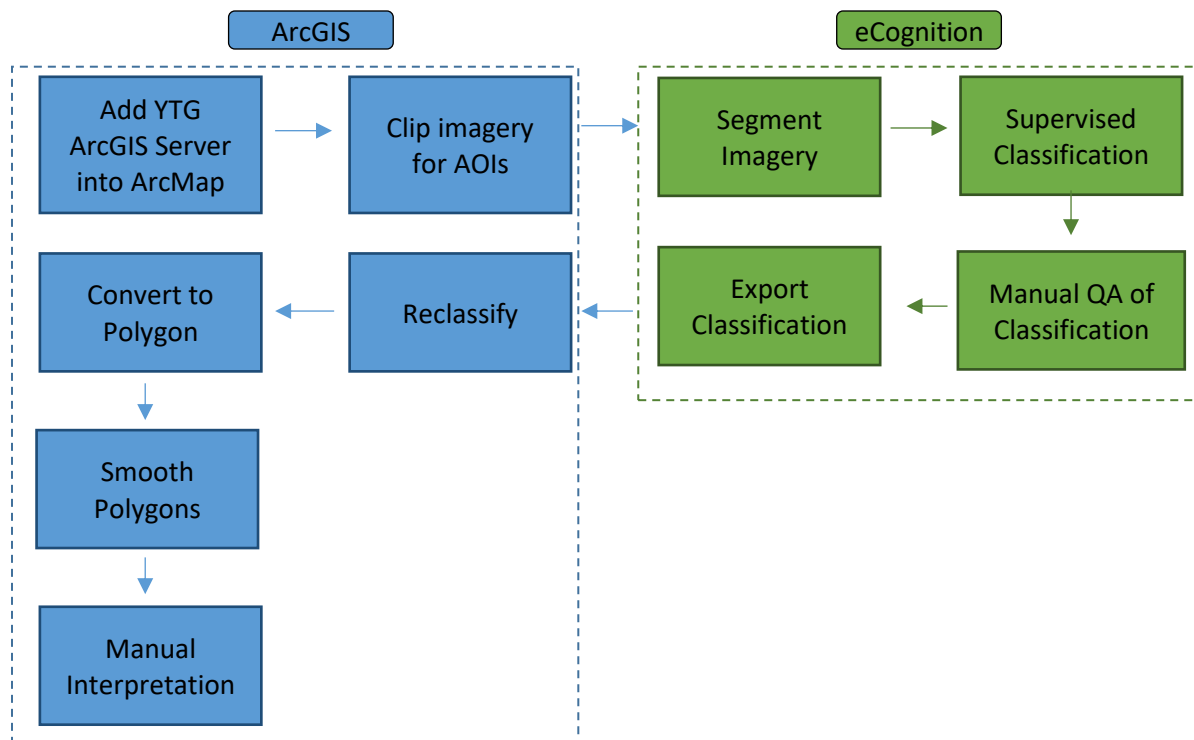 ArcGIS
eCognition
Add YTG
ArcGIS Server
into ArcMap
Clip imagery
for AOIs
Segment
Imagery
Supervised
Classification
Convert to
Polygon
Reclassify
Export
Classification
Manual QA of
Classification
Smooth
Polygons
Manual
Interpretation